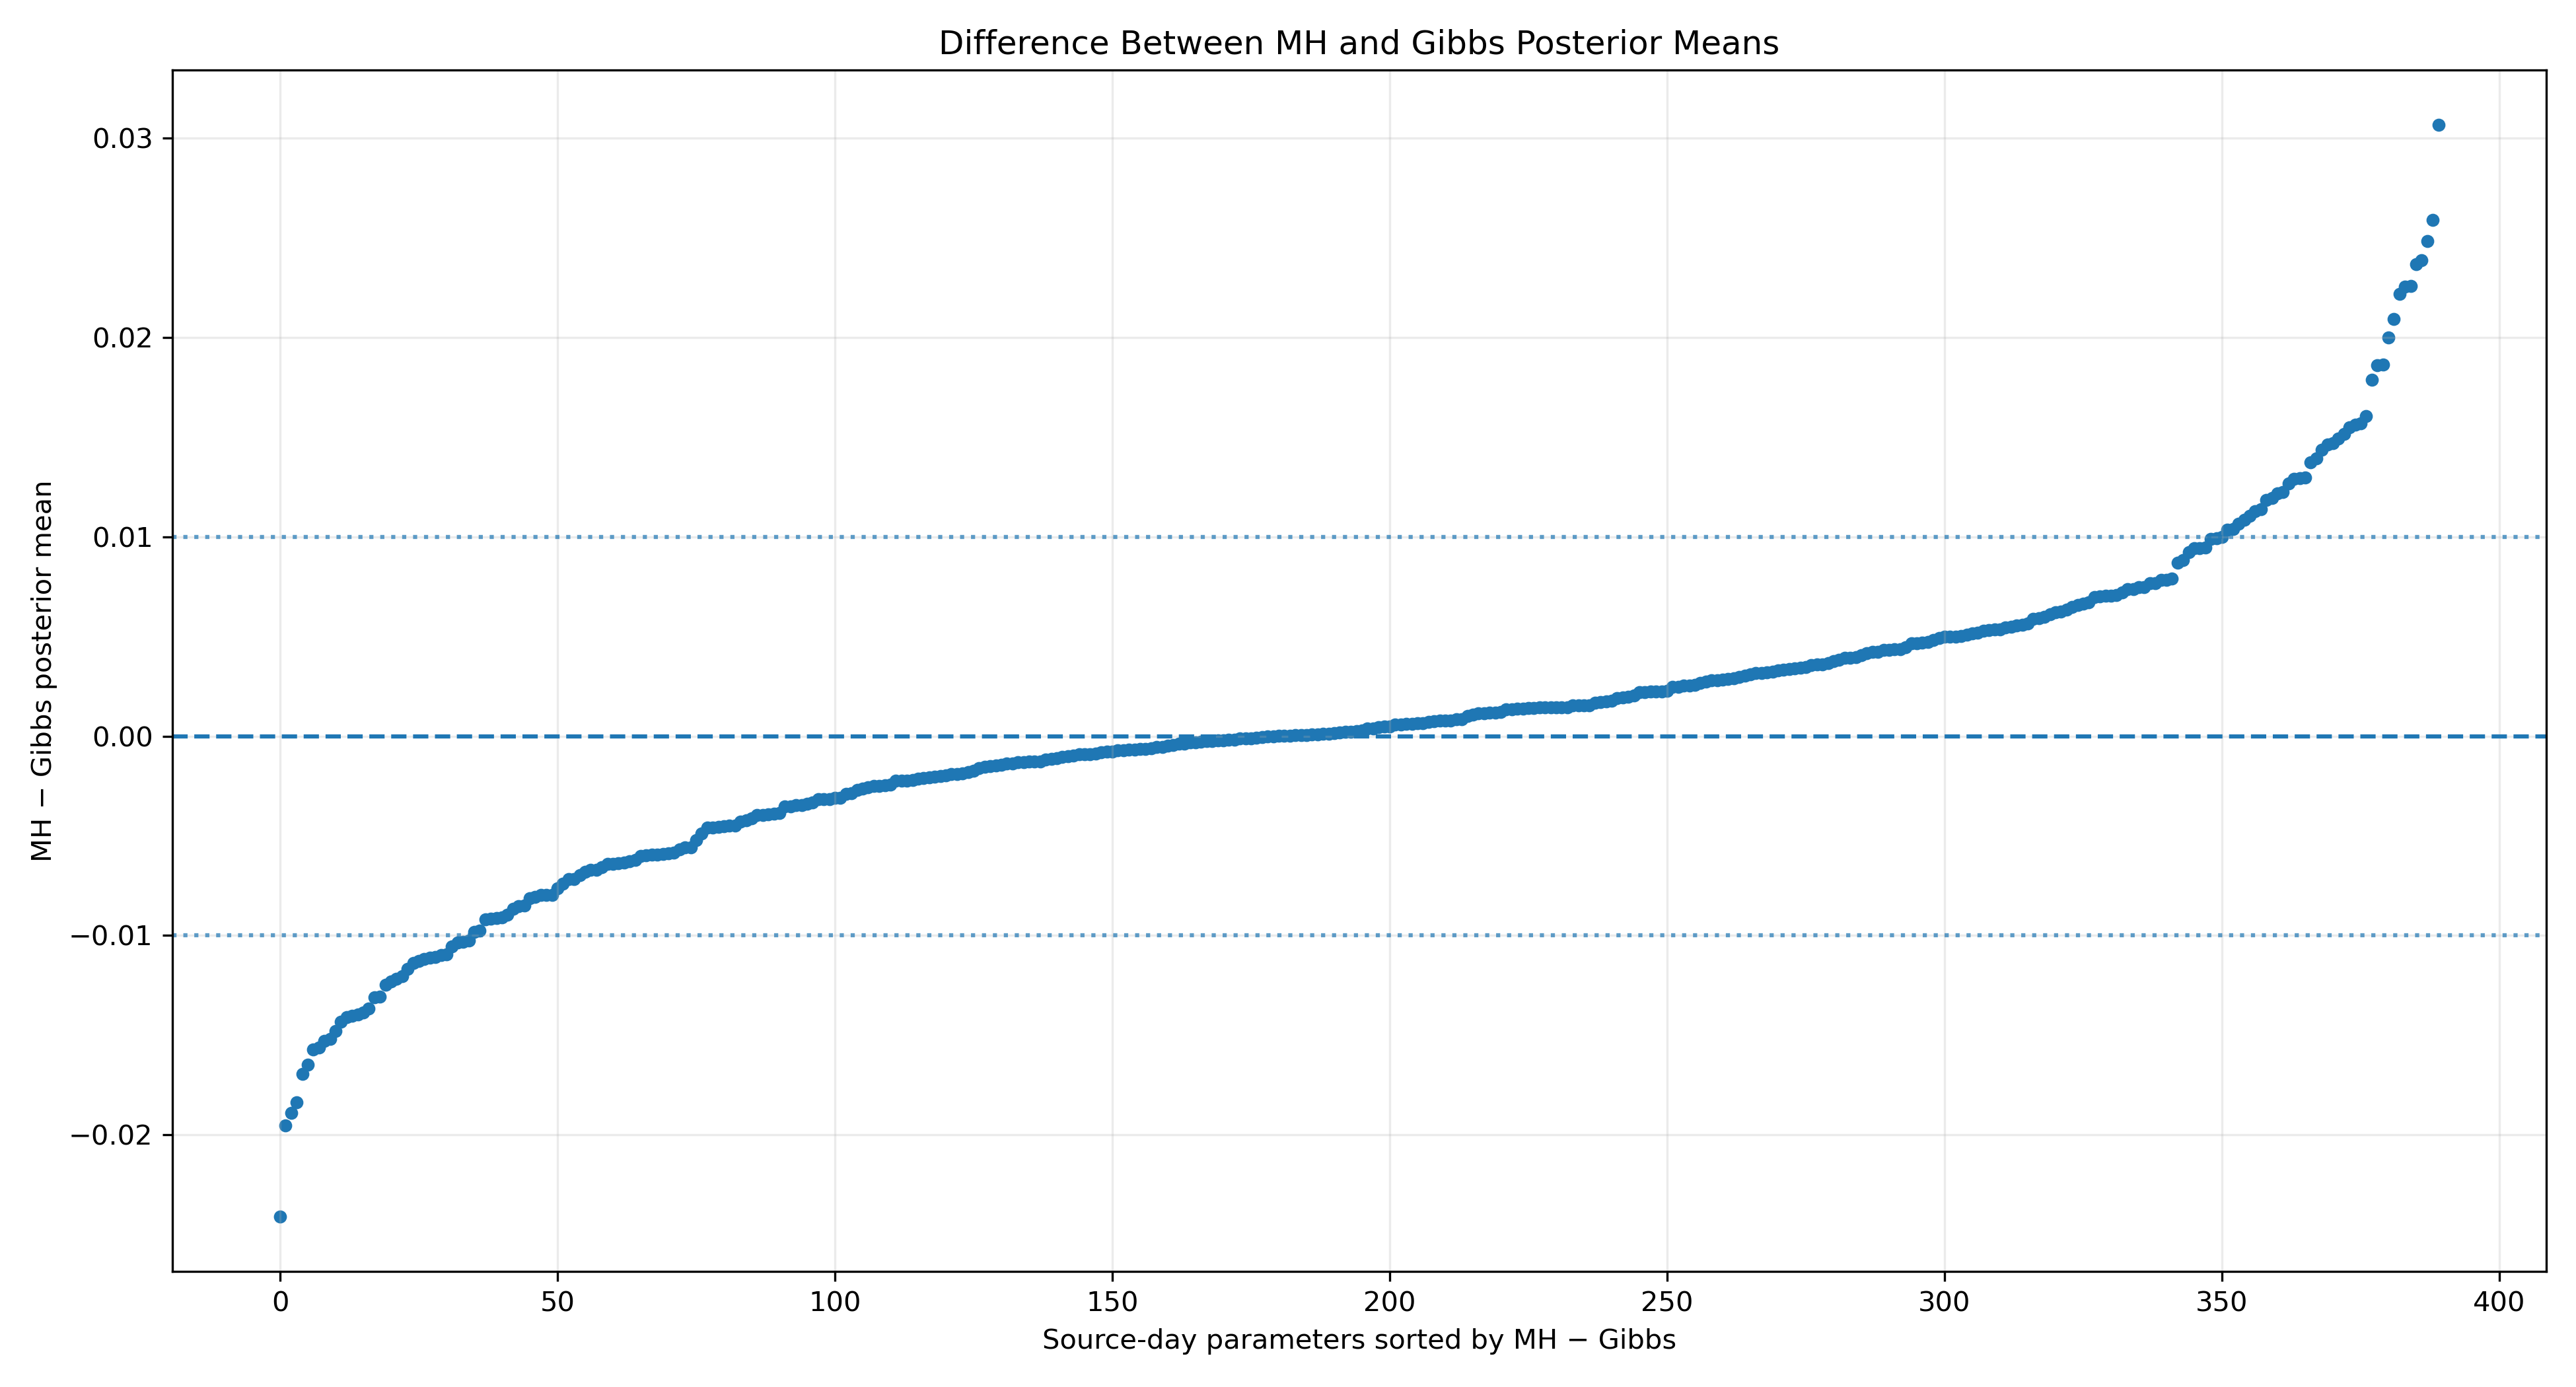 Difference Between MH and Gibbs Posterior Means
MH − Gibbs posterior mean
0.03
0.02
0.01
0.00
−0.01
−0.02
0 50 100 150 200 250 300 350 400
Source-day parameters sorted by MH − Gibbs